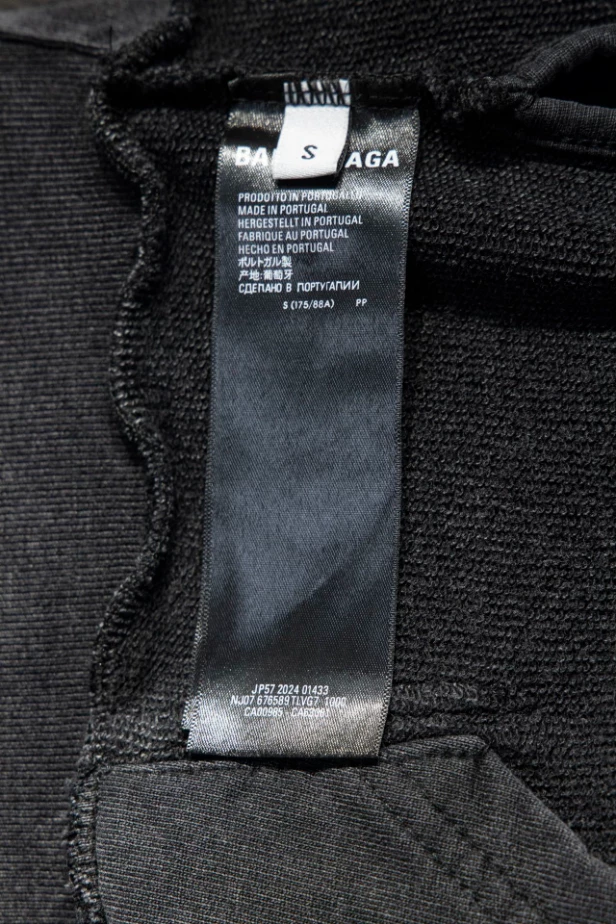 S
BA AGA
PRODOTTO IN PORTUGALLO
MADE IN PORTUGAL
HERGESTELLT IN PORTUGAL
FABRIQUE AU PORTUGAL
HECHO EN PORTUGAL
ポルトガル製
产地:葡萄牙
СДЕЛАНО В ПОРТУГАЛИИ
S (175/88A) PP
JP57 2024 01433
NJ07 676589 TLVG7 1000
CA00985 -